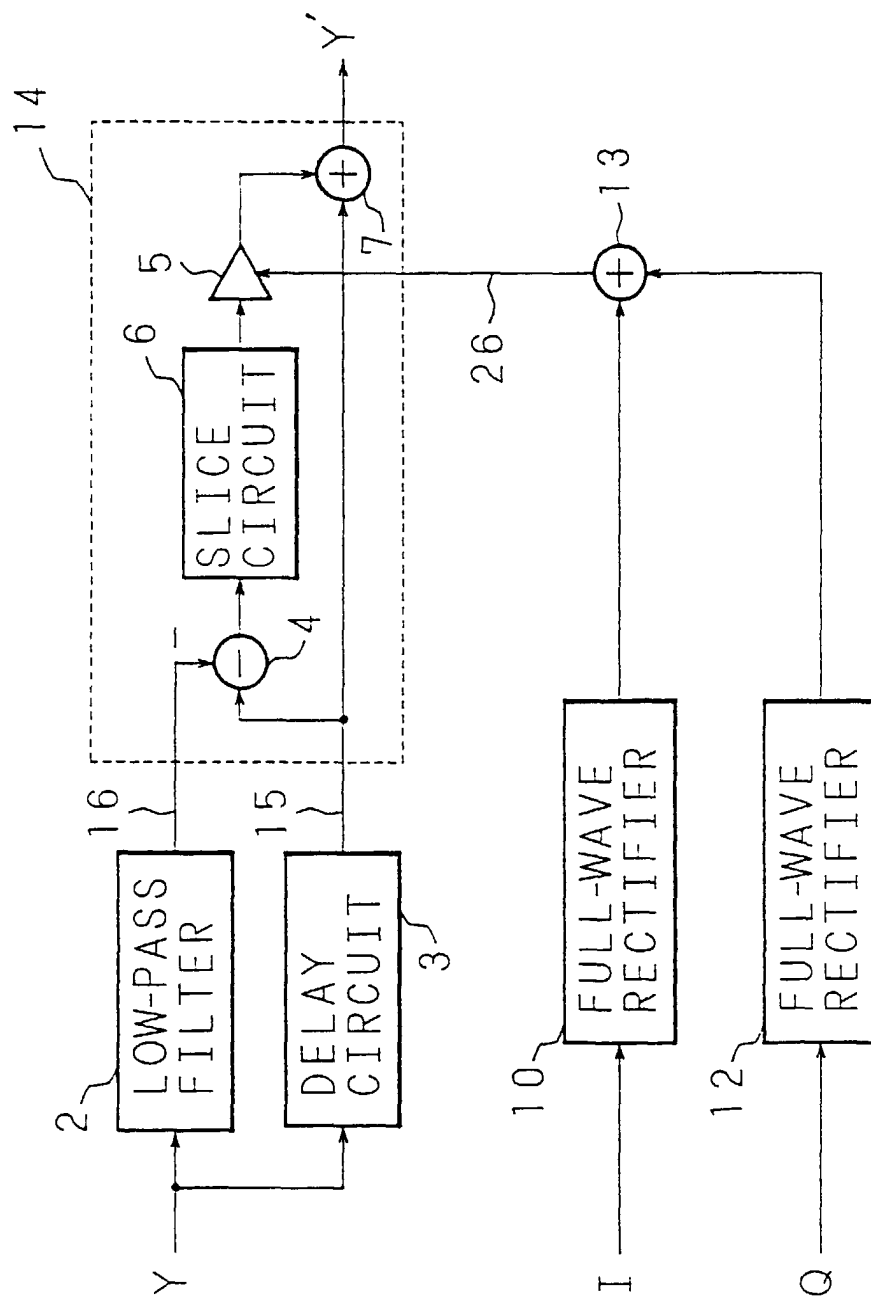 14
Y
2
LOW-PASS
FILTER
16
−
4
6
SLICE
CIRCUIT
5
+
7
Y'
3
DELAY
CIRCUIT
15
26
I
10
FULL-WAVE
RECTIFIER
+
13
Q
12
FULL-WAVE
RECTIFIER